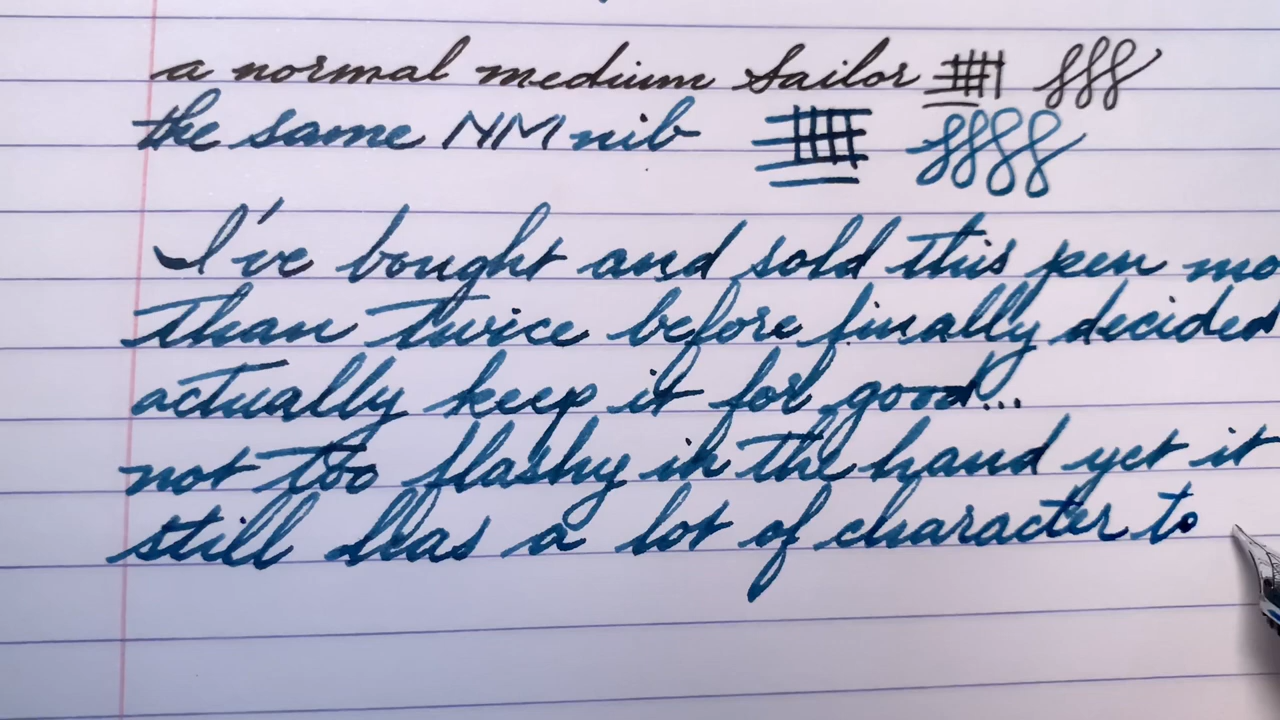 a normal medium Sailor
the same NM nib
I've bought and sold this pen mo
than twice before finally decided
actually keep it for good...
not too flashy in the hand yet it
still has a lot of character to